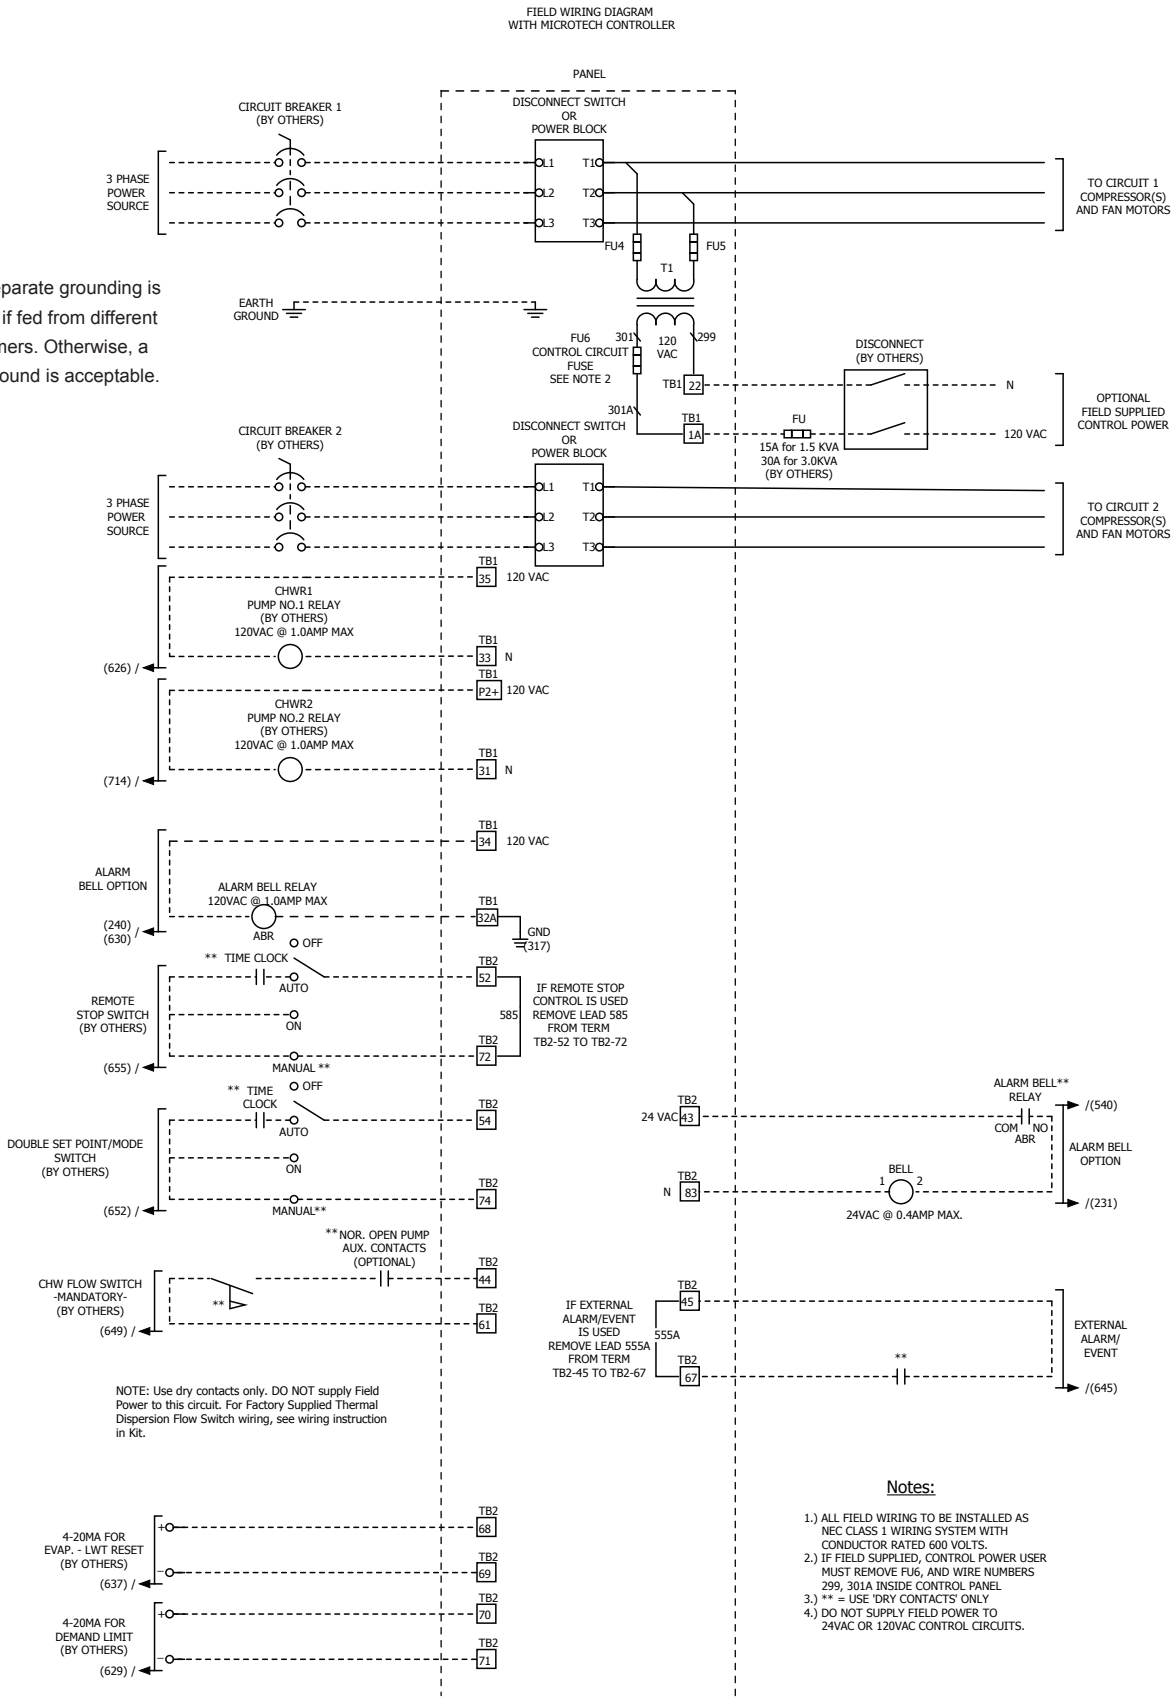 FIELD WIRING DIAGRAM
WITH MICROTECH CONTROLLER
PANEL
CIRCUIT BREAKER 1
(BY OTHERS)
DISCONNECT SWITCH
OR
POWER BLOCK
3 PHASE
POWER
SOURCE
L1
T1
L2
T2
L3
T3
TO CIRCUIT 1
COMPRESSOR(S)
AND FAN MOTORS
FU4
FU5
T1
parate grounding is
if fed from different
mers. Otherwise, a
ound is acceptable.
EARTH
GROUND
FU6
CONTROL CIRCUIT
FUSE
SEE NOTE 2
301
120
VAC
299
TB1
22
301A
TB1
1A
DISCONNECT
(BY OTHERS)
N
FU
120 VAC
15A for 1.5 KVA
30A for 3.0KVA
(BY OTHERS)
OPTIONAL
FIELD SUPPLIED
CONTROL POWER
CIRCUIT BREAKER 2
(BY OTHERS)
DISCONNECT SWITCH
OR
POWER BLOCK
3 PHASE
POWER
SOURCE
L1
T1
L2
T2
L3
T3
TO CIRCUIT 2
COMPRESSOR(S)
AND FAN MOTORS
TB1
35
120 VAC
CHWR1
PUMP NO.1 RELAY
(BY OTHERS)
120VAC @ 1.0AMP MAX
TB1
33
N
(626) /
TB1
P2+
120 VAC
CHWR2
PUMP NO.2 RELAY
(BY OTHERS)
120VAC @ 1.0AMP MAX
TB1
31
N
(714) /
TB1
34
120 VAC
ALARM
BELL OPTION
ALARM BELL RELAY
120VAC @ 1.0AMP MAX
ABR
TB1
32A
GND
(317)
(240)
(630) /
OFF
** TIME CLOCK
AUTO
ON
MANUAL **
TB2
52
585
TB2
72
REMOTE
STOP SWITCH
(BY OTHERS)
(655) /
IF REMOTE STOP
CONTROL IS USED
REMOVE LEAD 585
FROM TERM
TB2-52 TO TB2-72
OFF
** TIME
CLOCK
AUTO
ON
MANUAL**
TB2
54
TB2
74
DOUBLE SET POINT/MODE
SWITCH
(BY OTHERS)
(652) /
TB2
24 VAC
43
ALARM BELL**
RELAY
COM NO
ABR
/(540)
ALARM BELL
OPTION
TB2
N
83
BELL
1
2
24VAC @ 0.4AMP MAX.
/(231)
**NOR. OPEN PUMP
AUX. CONTACTS
(OPTIONAL)
TB2
44
CHW FLOW SWITCH
-MANDATORY-
(BY OTHERS)
**
TB2
61
(649) /
IF EXTERNAL
ALARM/EVENT
IS USED
REMOVE LEAD 555A
FROM TERM
TB2-45 TO TB2-67
555A
TB2
45
TB2
67
**
EXTERNAL
ALARM/
EVENT
/(645)
NOTE: Use dry contacts only. DO NOT supply Field
Power to this circuit. For Factory Supplied Thermal
Dispersion Flow Switch wiring, see wiring instruction
in Kit.
4-20MA FOR
EVAP. - LWT RESET
(BY OTHERS)
(637) /
+
–
TB2
68
TB2
69
4-20MA FOR
DEMAND LIMIT
(BY OTHERS)
(629) /
+
–
TB2
70
TB2
71
Notes:
1.) ALL FIELD WIRING TO BE INSTALLED AS
NEC CLASS 1 WIRING SYSTEM WITH
CONDUCTOR RATED 600 VOLTS.
2.) IF FIELD SUPPLIED, CONTROL POWER USER
MUST REMOVE FU6, AND WIRE NUMBERS
299, 301A INSIDE CONTROL PANEL
3.) ** = USE 'DRY CONTACTS' ONLY
4.) DO NOT SUPPLY FIELD POWER TO
24VAC OR 120VAC CONTROL CIRCUITS.